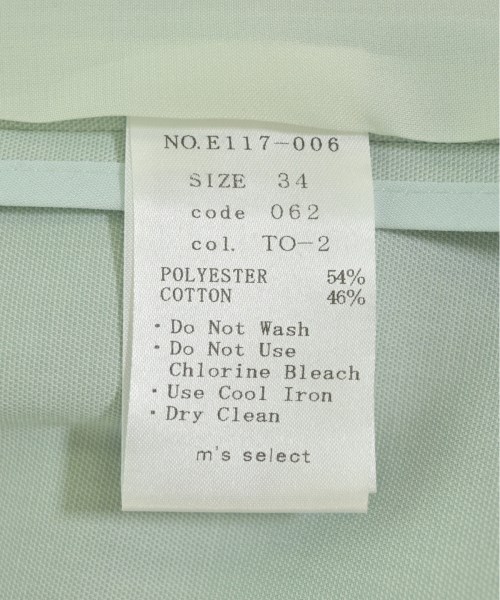 NO.E117-006
SIZE 34
code 062
col. TO-2
POLYESTER 54%
COTTON 46%
・Do Not Wash
・Do Not Use
Chlorine Bleach
・Use Cool Iron
・Dry Clean
m's select